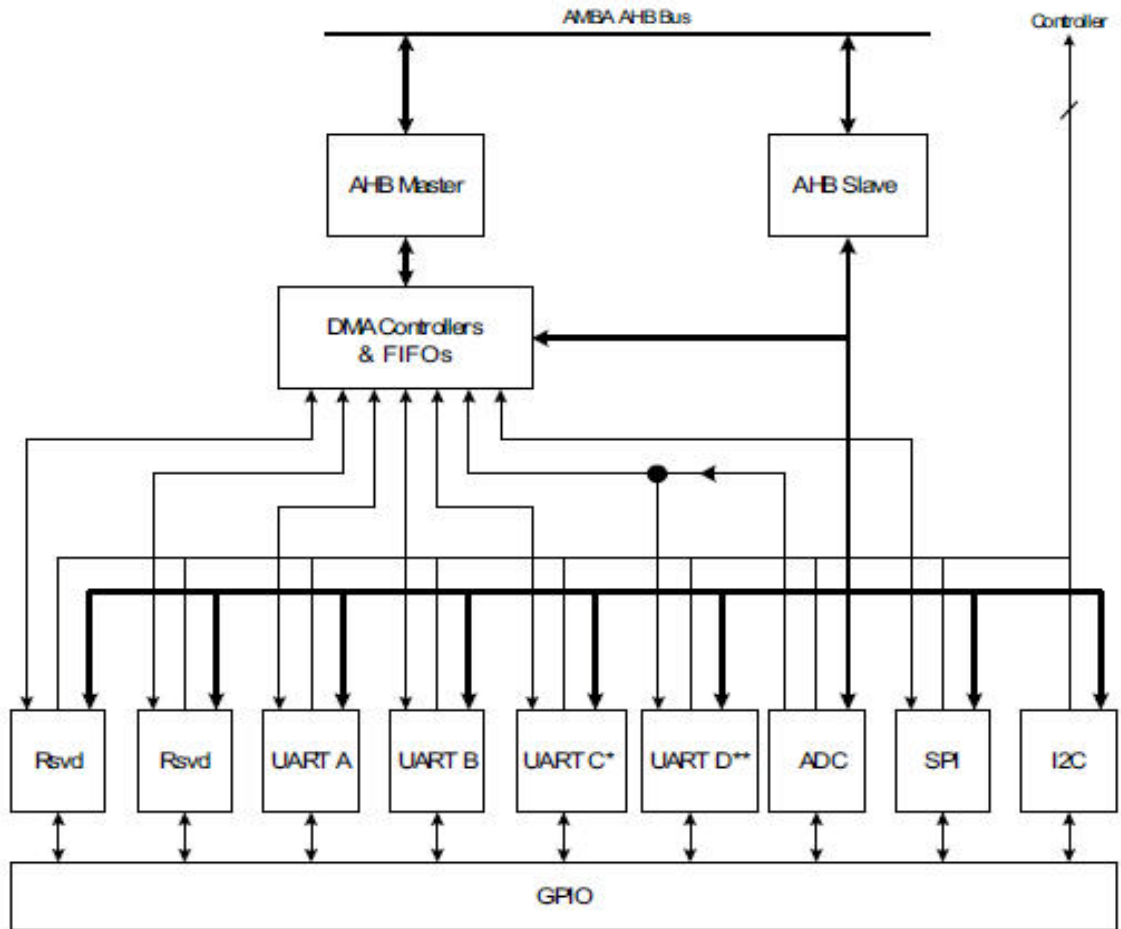 AMBA AHB Bus
Controller
AHB Master
AHB Slave
DMA Controllers
& FIFOs
Rsvd
Rsvd
UART A
UART B
UART C*
UART D**
ADC
SPI
I2C
GPIO